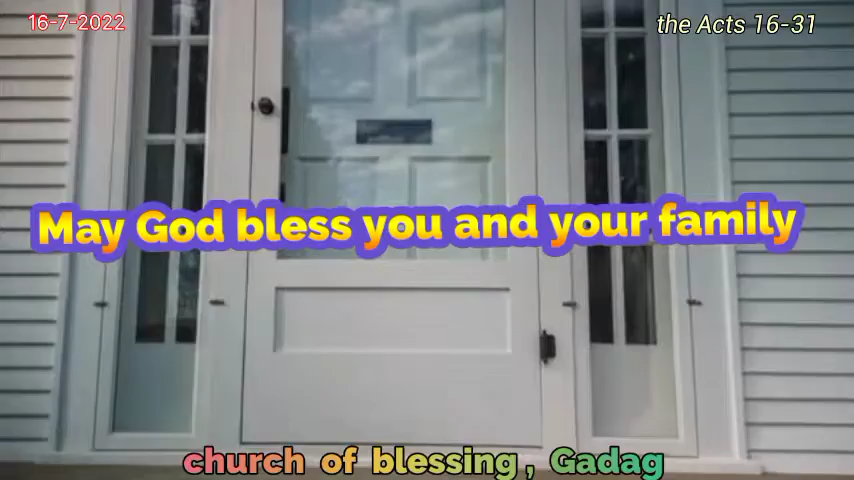 16-7-2022
the Acts 16-31
May God bless you and your family
church of blessing, Gadag